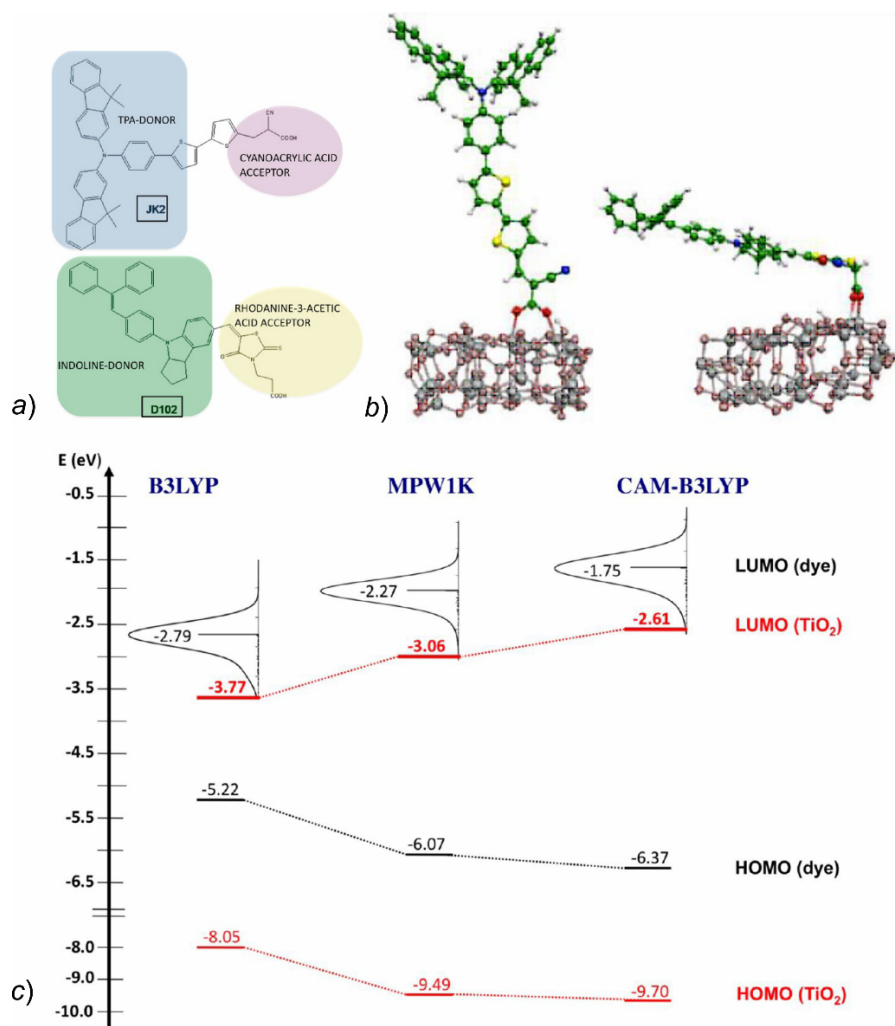 TPA-DONOR
CN
COOH
CYANOACRYLIC ACID
ACCEPTOR
N
S
S
JK2
RHODANINE-3-ACETIC
ACID ACCEPTOR
INDOLINE-DONOR
N
S
S
O
N
COOH
D102
a)
b)
E (eV)
B3LYP
MPW1K
CAM-B3LYP
-0.5
-1.5
-2.5
-3.5
-4.5
-5.5
-6.5
-8.0
-9.0
-10.0
-2.79
-2.27
-1.75
LUMO (dye)
-3.77
-3.06
-2.61
LUMO (TiO₂)
-5.22
-6.07
-6.37
HOMO (dye)
-8.05
-9.49
-9.70
HOMO (TiO₂)
c)